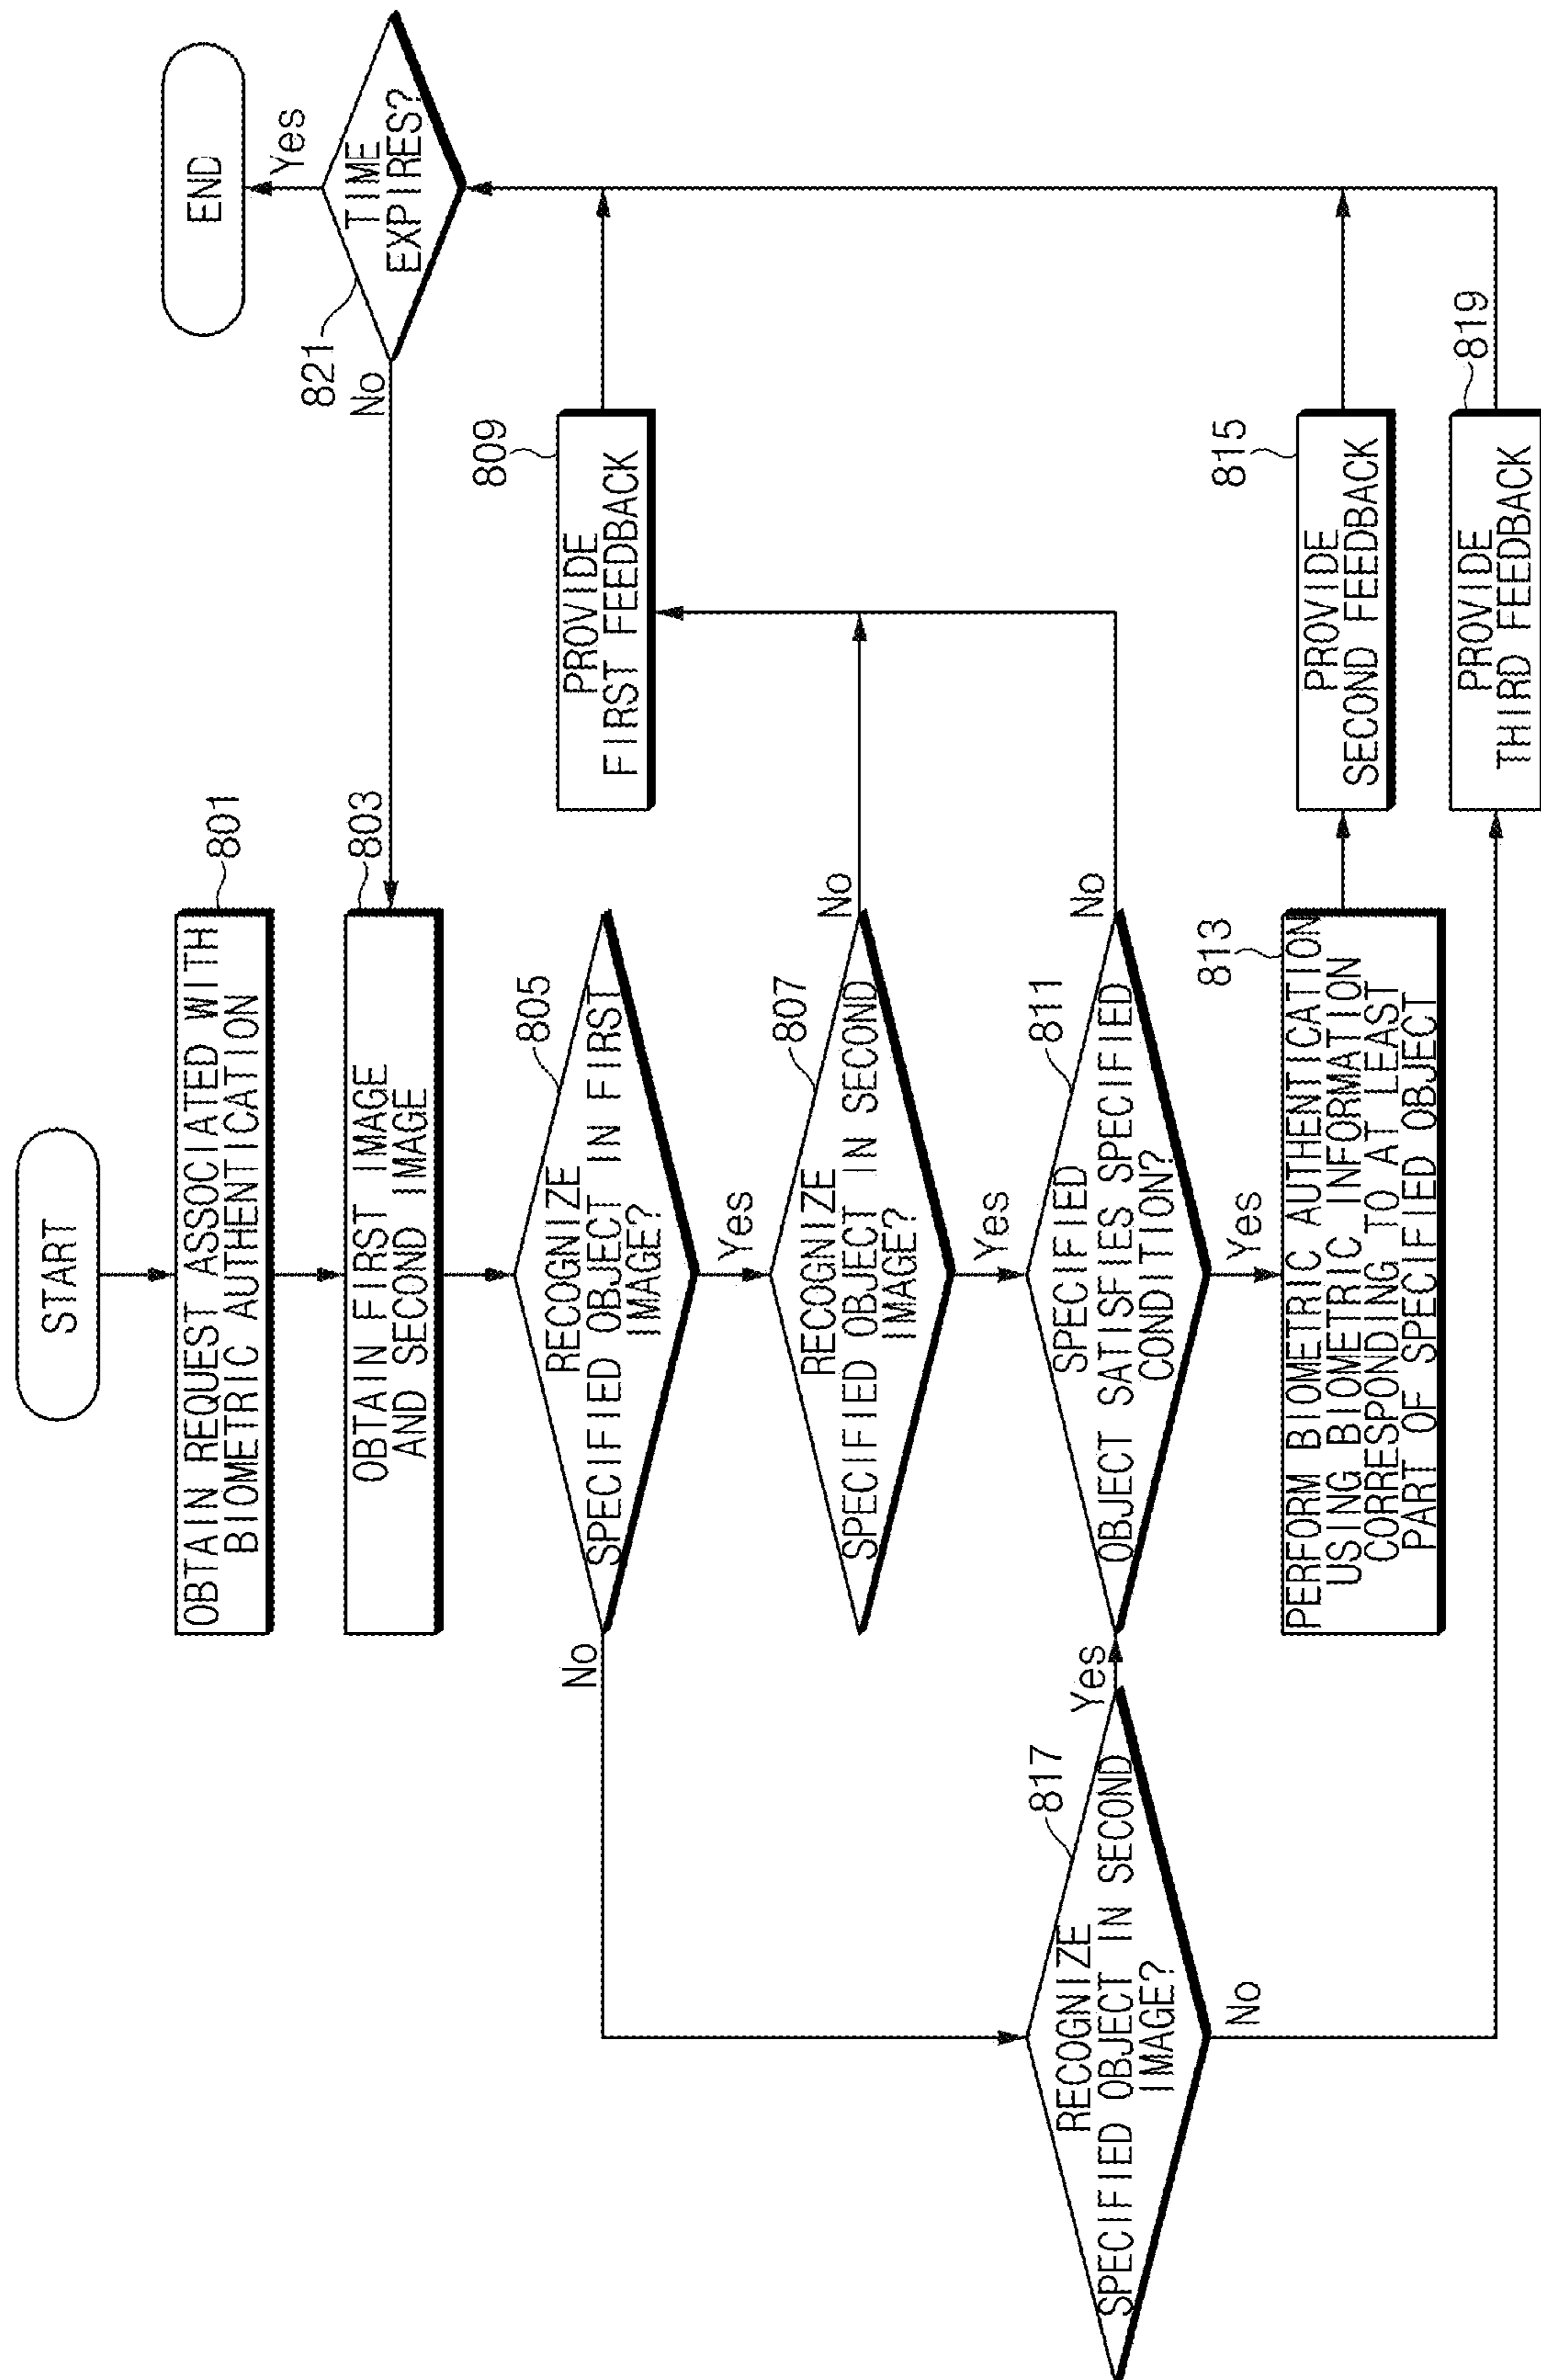 START
OBTAIN REQUEST ASSOCIATED WITH
BIOMETRIC AUTHENTICATION
801
OBTAIN FIRST IMAGE
AND SECOND IMAGE
803
RECOGNIZE
SPECIFIED OBJECT IN FIRST
IMAGE?
805
No
Yes
RECOGNIZE
SPECIFIED OBJECT IN SECOND
IMAGE?
807
No
Yes
PROVIDE
FIRST FEEDBACK
809
SPECIFIED
OBJECT SATISFIES SPECIFIED
CONDITION?
811
No
Yes
PERFORM BIOMETRIC AUTHENTICATION
USING BIOMETRIC INFORMATION
CORRESPONDING TO AT LEAST
PART OF SPECIFIED OBJECT
813
PROVIDE
SECOND FEEDBACK
815
RECOGNIZE
SPECIFIED OBJECT IN SECOND
IMAGE?
817
Yes
No
PROVIDE
THIRD FEEDBACK
819
TIME
EXPIRES?
821
No
Yes
END